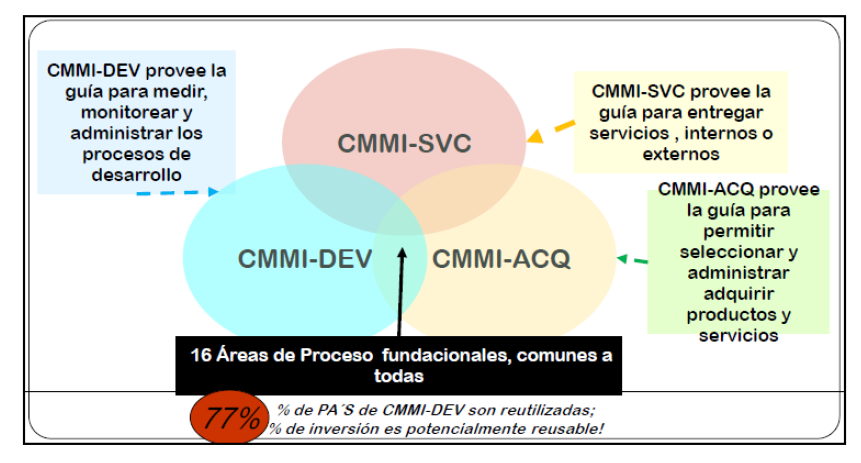 CMMI-DEV provee la
guía para medir,
monitorear y
administrar los
procesos de
desarrollo
CMMI-SVC
CMMI-SVC provee la
guía para entregar
servicios , internos o
externos
CMMI-DEV
CMMI-ACQ
CMMI-ACQ provee
la guía para
permitir
seleccionar y
administrar
adquirir
productos y
servicios
16 Áreas de Proceso fundacionales, comunes a
todas
77%
% de PA´S de CMMI-DEV son reutilizadas;
% de inversión es potencialmente reusable!